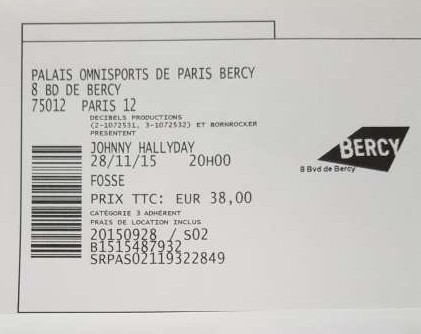 PALAIS OMNISPORTS DE PARIS BERCY
8 BD DE BERCY
75012 PARIS 12
DECIBELS PRODUCTIONS
(2-1072531, 3-1072532) ET BORNROCKER
PRESENTENT
JOHNNY HALLYDAY
28/11/15 20H00
FOSSE
PRIX TTC: EUR 38,00
CATEGORIE 3 ADHERENT
FRAIS DE LOCATION INCLUS
20150928 / S02
B1515487932
SRPAS02119322849
BERCY
8 Bvd de Bercy